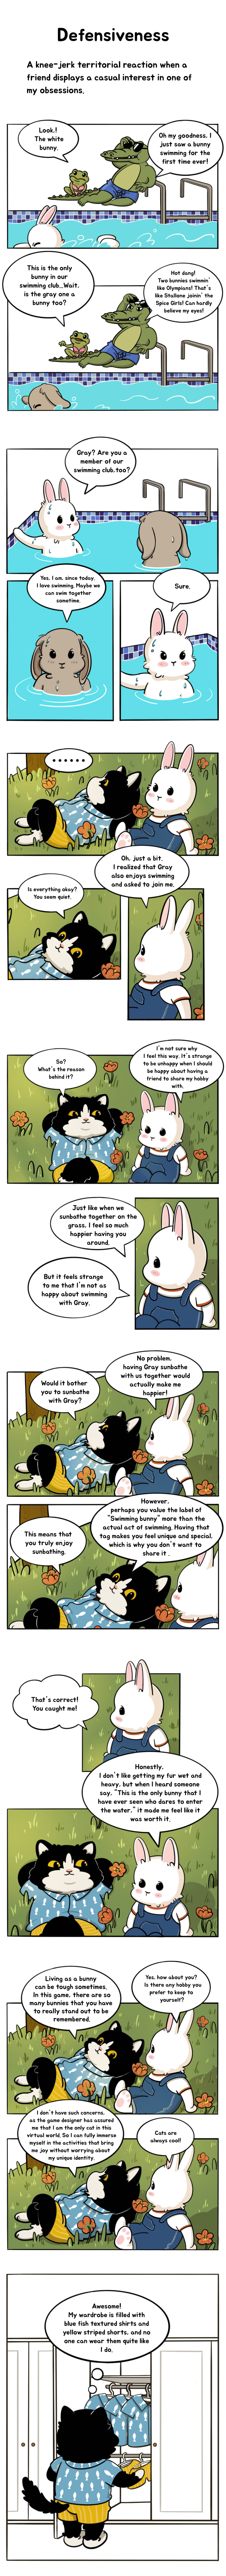 Defensiveness
A knee-jerk territorial reaction when a
friend displays a casual interest in one of
my obsessions.
Look!
The white
bunny.
Oh my goodness, I
just saw a bunny
swimming for the
first time ever!
This is the only
bunny in our
swimming club...Wait,
is the gray one a
bunny too?
Hot dang!
Two bunnies swimmin'
like Olympians! That's
like Stallone joinin' the
Spice Girls! Can hardly
believe my eyes!
Gray? Are you a
member of our
swimming club,too?
Yes, I am, since today.
I love swimming. Maybe we
can swim together
sometime.
Sure.
••••••
Oh, just a bit.
I realized that Gray
also enjoys swimming
and asked to join me.
Is everything okay?
You seem quiet.
So?
What's the reason
behind it?
I'm not sure why
I feel this way. It's strange
to be unhappy when I should
be happy about having a
friend to share my hobby
with.
Just like when we
sunbathe together on the
grass, I feel so much
happier having you
around.
But it feels strange
to me that I'm not as
happy about swimming
with Gray.
Would it bother
you to sunbathe
with Gray?
No problem,
having Gray sunbathe
with us together would
actually make me
happier!
This means that
you truly enjoy
sunbathing.
However,
perhaps you value the label of
"Swimming bunny" more than the
actual act of swimming. Having that
tag makes you feel unique and special,
which is why you don't want to
share it .
That's correct!
You caught me!
Honestly,
I don't like getting my fur wet and
heavy, but when I heard someone
say, "This is the only bunny that I
have ever seen who dares to enter
the water," it made me feel like it
was worth it.
Living as a bunny
can be tough sometimes.
In this game, there are so
many bunnies that you have
to really stand out to be
remembered.
Yes, how about you?
Is there any hobby you
prefer to keep to
yourself?
I don't have such concerns,
as the game designer has assured
me that I am the only cat in this
virtual world. So I can fully immerse
myself in the activities that bring
me joy without worrying about
my unique identity.
Cats are
always cool!
Awesome!
My wardrobe is filled with
blue fish textured shirts and
yellow striped shorts, and no
one can wear them quite like
I do.